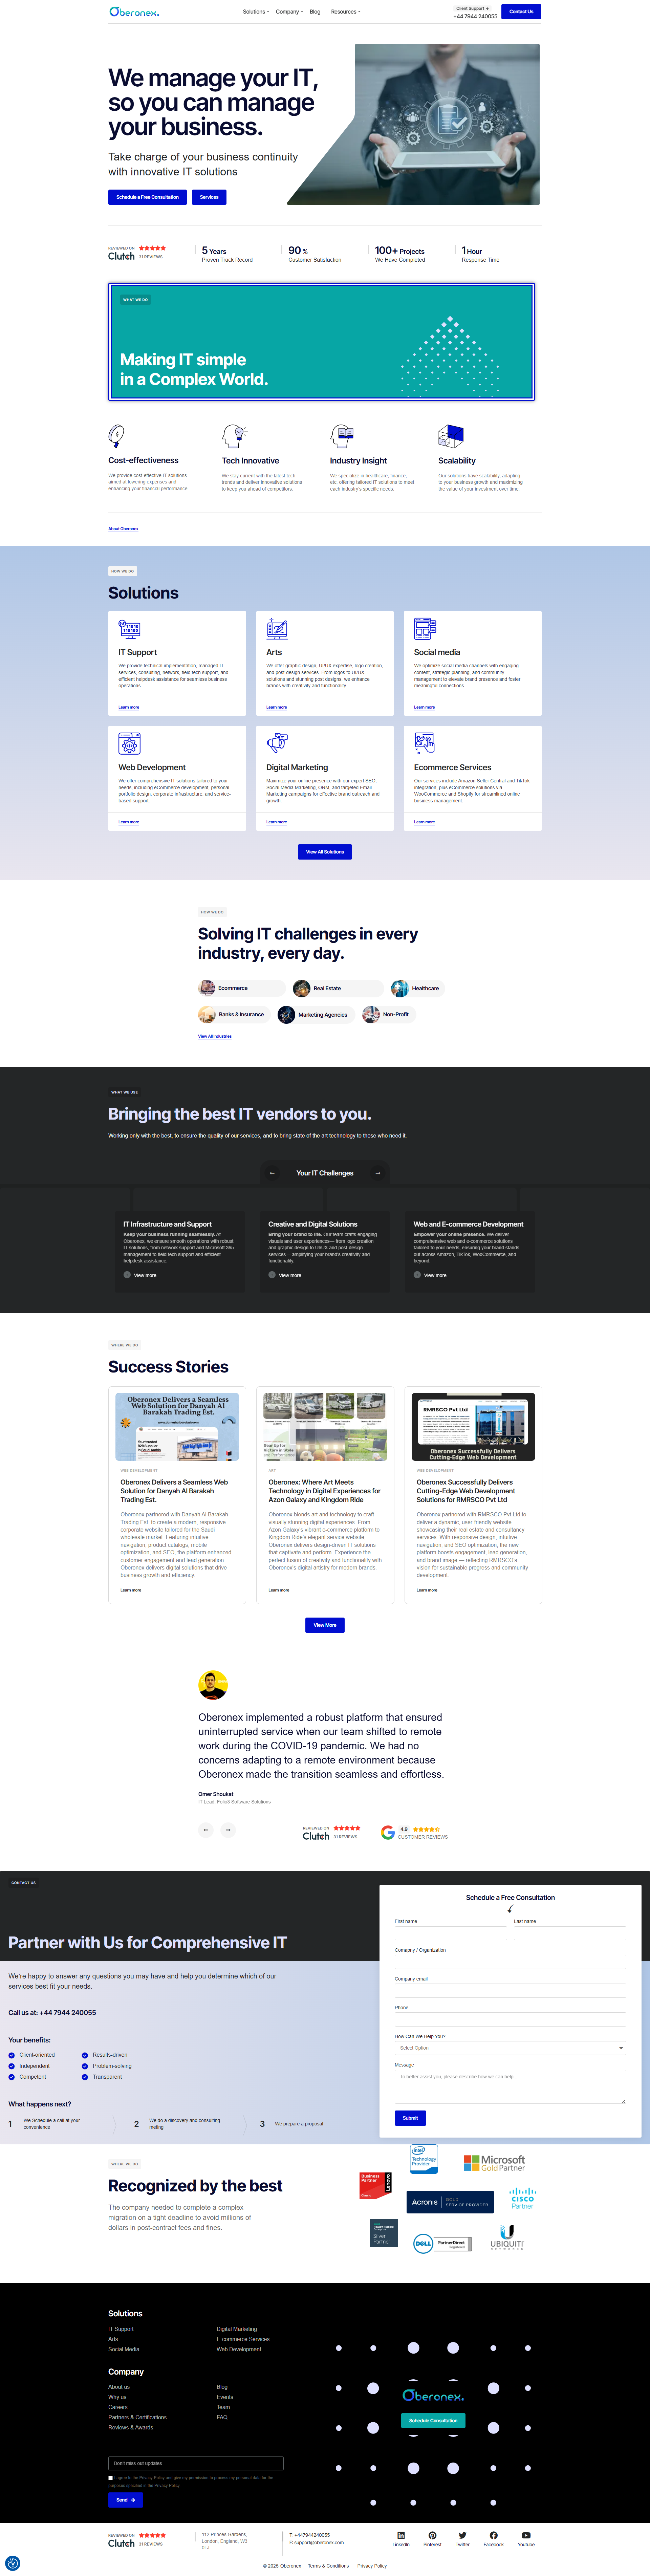 Oberonex.
Solutions
Company
Blog
Resources
Client Support
+44 7944 240055
Contact Us
We manage your IT,
so you can manage
your business.
Take charge of your business continuity
with innovative IT solutions
Schedule a Free Consultation
Services
REVIEWED ON
Clutch
31 REVIEWS
5 Years
Proven Track Record
90 %
Customer Satisfaction
100+ Projects
We Have Completed
1 Hour
Response Time
WHAT WE DO
Making IT simple
in a Complex World.
Cost-effectiveness
We provide cost-effective IT solutions
aimed at lowering expenses and
enhancing your financial performance.
Tech Innovative
We stay current with the latest tech
trends and deliver innovative solutions
to keep you ahead of competitors.
Industry Insight
We specialize in healthcare, finance,
etc, offering tailored IT solutions to meet
each industry's specific needs.
Scalability
Our solutions have scalability, adapting
to your business growth and maximizing
the value of your investment over time.
About Oberonex
HOW WE DO
Solutions
IT Support
We provide technical implementation, managed IT
services, consulting, network, field tech support, and
efficient helpdesk assistance for seamless business
operations.
Learn more
Arts
We offer graphic design, UI/UX expertise, logo creation,
and post-design services. From logos to UI/UX
solutions and stunning post designs, we enhance
brands with creativity and functionality.
Learn more
Social media
We optimize social media channels with engaging
content, strategic planning, and community
management to elevate brand presence and foster
meaningful connections.
Learn more
Web Development
We offer comprehensive IT solutions tailored to your
needs, including eCommerce development, personal
portfolio design, corporate infrastructure, and service-
based support.
Learn more
Digital Marketing
Maximize your online presence with our expert SEO,
Social Media Marketing, ORM, and targeted Email
Marketing campaigns for effective brand outreach and
growth.
Learn more
Ecommerce Services
Our services include Amazon Seller Central and TikTok
integration, plus eCommerce solutions via
WooCommerce and Shopify for streamlined online
business management.
Learn more
View All Solutions
HOW WE DO
Solving IT challenges in every
industry, every day.
Ecommerce
Real Estate
Healthcare
Banks & Insurance
Marketing Agencies
Non-Profit
View All Industries
WHAT WE USE
Bringing the best IT vendors to you.
Working only with the best, to ensure the quality of our services, and to bring state of the art technology to those who need it.
Your IT Challenges
IT Infrastructure and Support
Keep your business running seamlessly. At
Oberonex, we ensure smooth operations with robust
IT solutions, from network support and Microsoft 365
management to field tech support and efficient
helpdesk assistance.
View more
Creative and Digital Solutions
Bring your brand to life. Our team crafts engaging
visuals and user experiences— from logo creation
and graphic design to UI/UX and post-design
services— amplifying your brand's creativity and
functionality.
View more
Web and E-commerce Development
Empower your online presence. We deliver
comprehensive web and e-commerce solutions
tailored to your needs, ensuring your brand stands
out across Amazon, TikTok, WooCommerce, and
beyond.
View more
WHERE WE DO
Success Stories
Oberonex Delivers a Seamless
Web Solution for Danyah Al
Barakah Trading Est.
WEB DEVELOPMENT
Oberonex Delivers a Seamless Web
Solution for Danyah Al Barakah
Trading Est.
Oberonex partnered with Danyah Al Barakah
Trading Est. to create a modern, responsive
corporate website tailored for the Saudi
wholesale market. Featuring intuitive
navigation, product catalogs, mobile
optimization, and SEO, the platform enhanced
customer engagement and lead generation.
Oberonex delivers digital solutions that drive
business growth and efficiency.
Learn more
ART
Oberonex: Where Art Meets
Technology in Digital Experiences for
Azon Galaxy and Kingdom Ride
Oberonex blends art and technology to craft
visually stunning digital experiences. From
Azon Galaxy's vibrant e-commerce platform to
Kingdom Ride's elegant service website,
Oberonex delivers design-driven IT solutions
that captivate and perform. Experience the
perfect fusion of creativity and functionality with
Oberonex's digital artistry for modern brands.
Learn more
RMRSCO Pvt Ltd
Oberonex Successfully Delivers
Cutting-Edge Web Development
WEB DEVELOPMENT
Oberonex Successfully Delivers
Cutting-Edge Web Development
Solutions for RMRSCO Pvt Ltd
Oberonex partnered with RMRSCO Pvt Ltd to
deliver a dynamic, user-friendly website
showcasing their real estate and consultancy
services. With responsive design, intuitive
navigation, and SEO optimization, the new
platform boosts engagement, lead generation,
and brand image — reflecting RMRSCO's
vision for sustainable progress and community
development.
Learn more
View More
Oberonex implemented a robust platform that ensured
uninterrupted service when our team shifted to remote
work during the COVID-19 pandemic. We had no
concerns adapting to a remote environment because
Oberonex made the transition seamless and effortless.
Omer Shoukat
IT Lead, Folio3 Software Solutions
REVIEWED ON
Clutch
31 REVIEWS
4.9
CUSTOMER REVIEWS
CONTACT US
Partner with Us for Comprehensive IT
We're happy to answer any questions you may have and help you determine which of our
services best fit your needs.
Call us at: +44 7944 240055
Your benefits:
Client-oriented
Results-driven
Independent
Problem-solving
Competent
Transparent
What happens next?
1
We Schedule a call at your
convenience
2
We do a discovery and consulting
meting
3
We prepare a proposal
Schedule a Free Consultation
First name
Last name
Comapny / Organization
Company email
Phone
How Can We Help You?
Select Option
Message
To better assist you, please describe how we can help..
Submit
WHERE WE DO
Recognized by the best
The company needed to complete a complex
migration on a tight deadline to avoid millions of
dollars in post-contract fees and fines.
intel
Technology
Provider
Microsoft
Gold Partner
Business
Partner
Lenovo
Acronis
GOLD
SERVICE PROVIDER
CISCO
Partner
Silver
Partner
DELL
PartnerDirect
Registered
UBIQUITI
NETWORKS
Solutions
IT Support
Digital Marketing
Arts
E-commerce Services
Social Media
Web Development
Company
About us
Blog
Why us
Events
Careers
Team
Partners & Certifications
FAQ
Reviews & Awards
Don't miss out updates
I agree to the Privacy Policy and give my permission to process my personal data for the
purposes specified in the Privacy Policy.
Send
Oberonex.
Schedule Consultation
REVIEWED ON
Clutch
31 REVIEWS
112 Princes Gardens,
London, England, W3
0LJ
T: +447944240055
E: support@oberonex.com
LinkedIn
Pinterest
Twitter
Facebook
Youtube
© 2025 Oberonex
Terms & Conditions
Privacy Policy